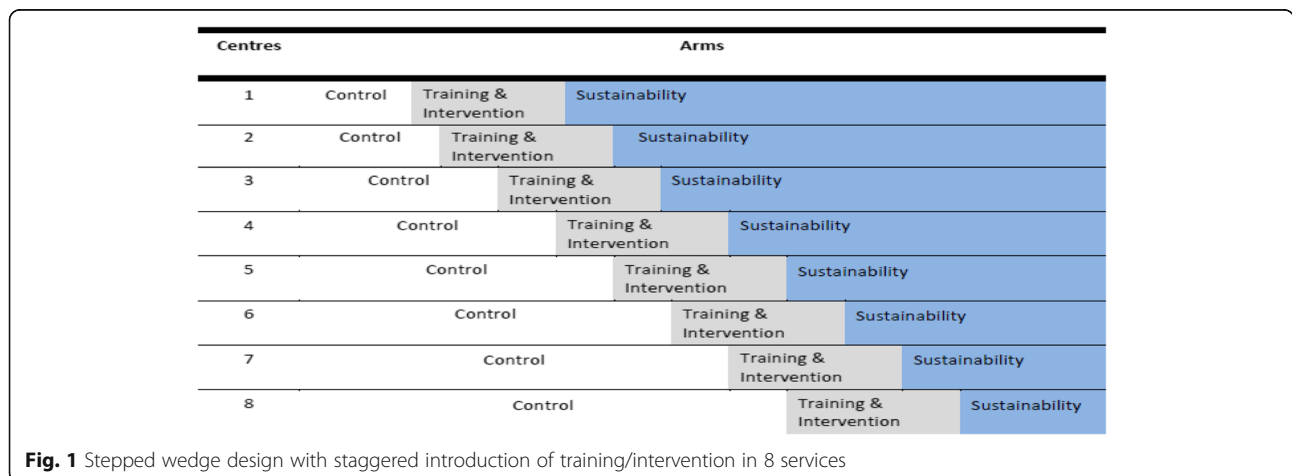 Centres Arms
1 Control Training & Sustainability
Intervention
2 Control Training & Sustainability
Intervention
3 Control Training & Sustainability
Intervention
4 Control Training & Sustainability
Intervention
5 Control Training & Sustainability
Intervention
6 Control Training & Sustainability
Intervention
7 Control Training & Sustainability
Intervention
8 Control Training & Sustainability
Intervention
Fig. 1 Stepped wedge design with staggered introduction of training/intervention in 8 services